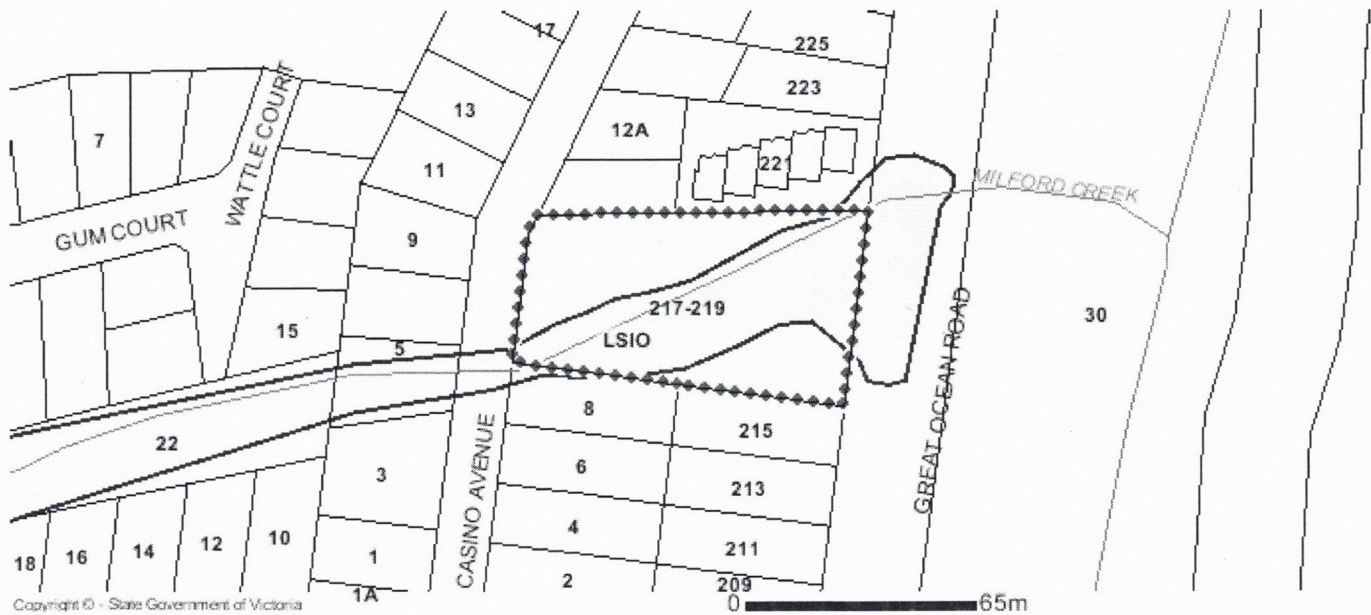 17
225
223
13
12A
7
WATTLE COURT
11
221
MILFORD CREEK
GUM COURT
9
217-219
30
15
LSIO
5
GREAT OCEAN ROAD
8
22
215
CASINO AVENUE
6
3
213
4
18
16
14
12
10
1
211
2
209
1A
Copyright © - State Government of Victoria
0
65m